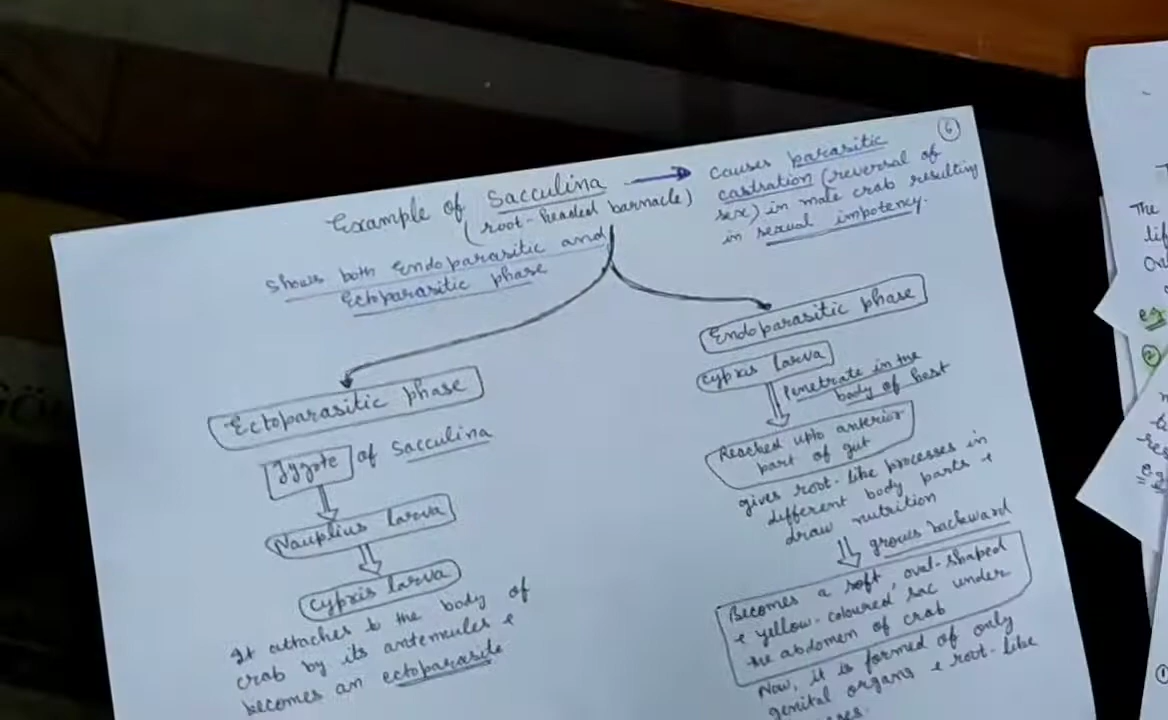 6
Example of Sacculina → causes parasitic
(root-headed barnacle) castration (reversal of
sex) in male crab resulting
in sexual impotency.
shows both Endoparasitic and
Ectoparasitic phase
Ectoparasitic phase
Zygote of Sacculina
Nauplius larva
Cypris larva
It attaches to the body of
crab by its antennules &
becomes an ectoparasite
Endoparasitic phase
Cypris larva
Penetrate in the
body of host
Reached upto anterior
part of gut
gives root-like processes in
different body parts &
draw nutrition
grows backward
Becomes a soft, oval-shaped
& yellow-coloured sac under
the abdomen of crab
Now, it is formed of only
genital organs & root-like
The
eg
2